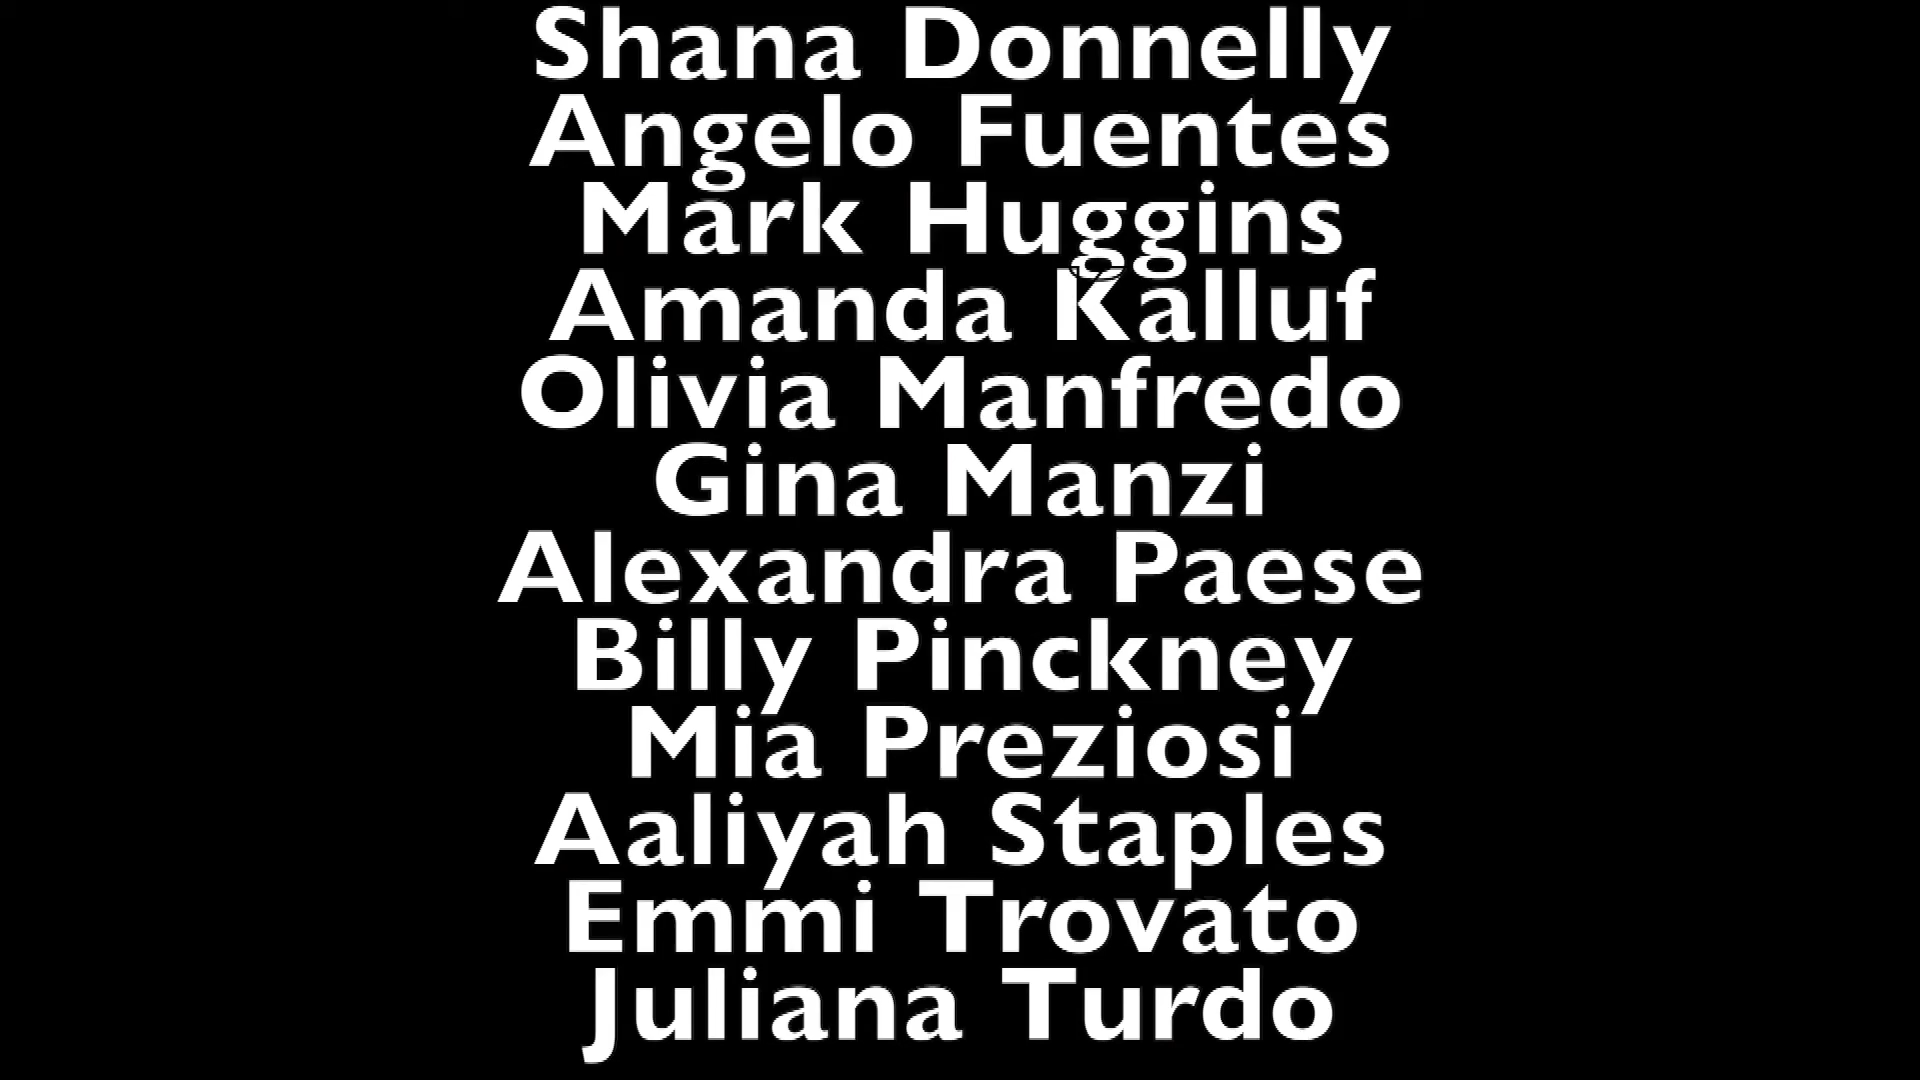 Shana Donnelly
Angelo Fuentes
Mark Huggins
Amanda Kalluf
Olivia Manfredo
Gina Manzi
Alexandra Paese
Billy Pinckney
Mia Preziosi
Aaliyah Staples
Emmi Trovato
Juliana Turdo